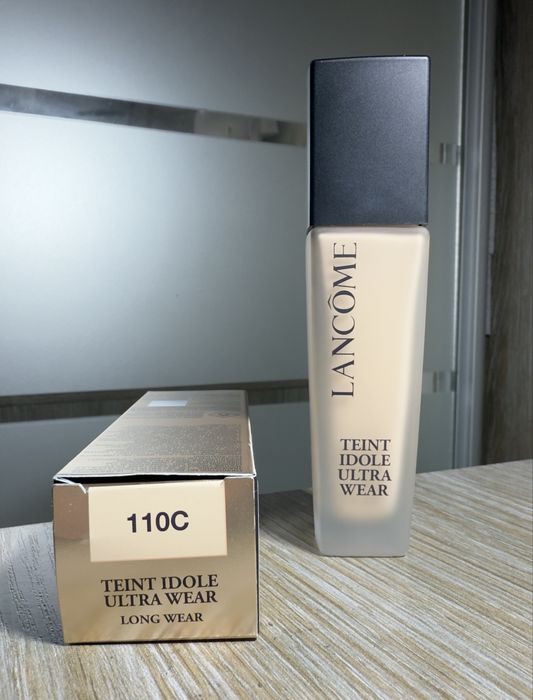 LANCÔME
TEINT
IDOLE
ULTRA
WEAR
110C
TEINT IDOLE
ULTRA WEAR
LONG WEAR